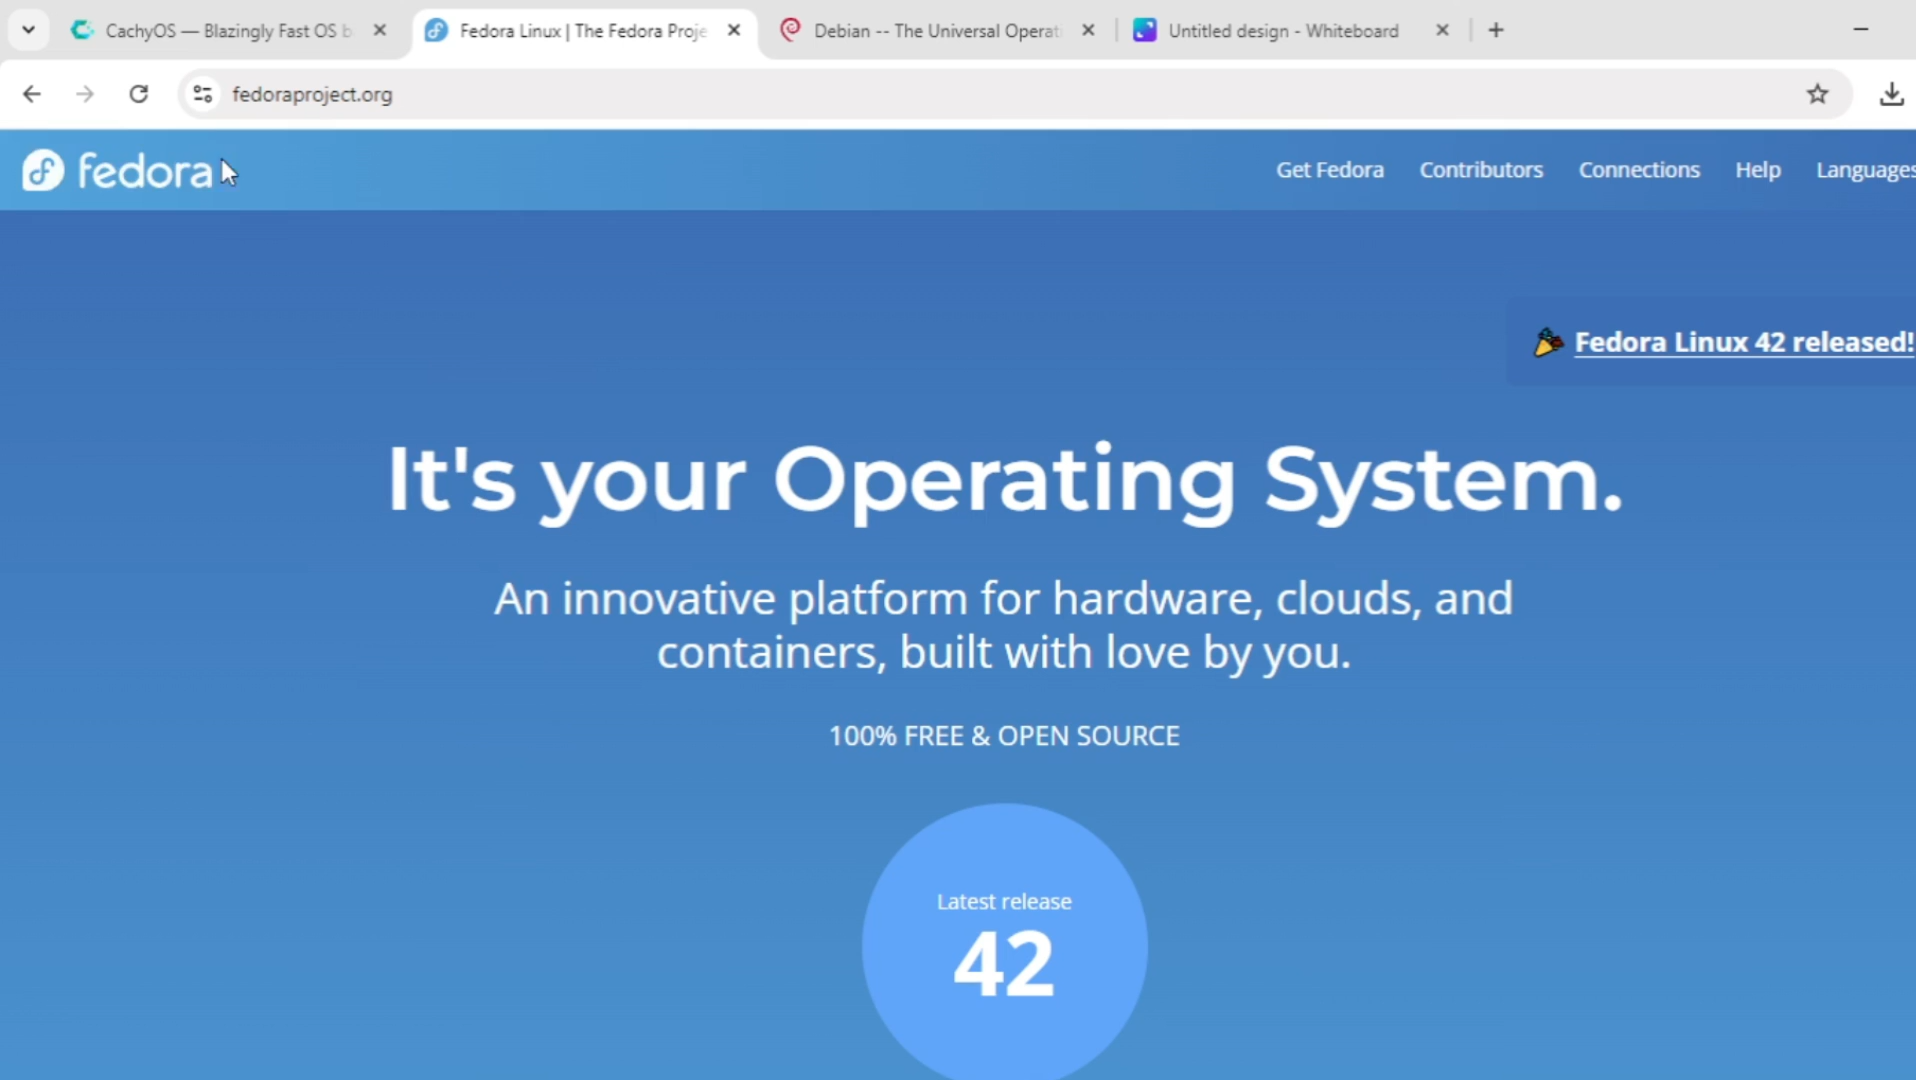 CachyOS — Blazingly Fast OS b
Fedora Linux | The Fedora Proje
Debian -- The Universal Operati
Untitled design - Whiteboard
fedoraproject.org
fedora
Get Fedora
Contributors
Connections
Help
Languages
Fedora Linux 42 released!
It's your Operating System.
An innovative platform for hardware, clouds, and
containers, built with love by you.
100% FREE & OPEN SOURCE
Latest release
42